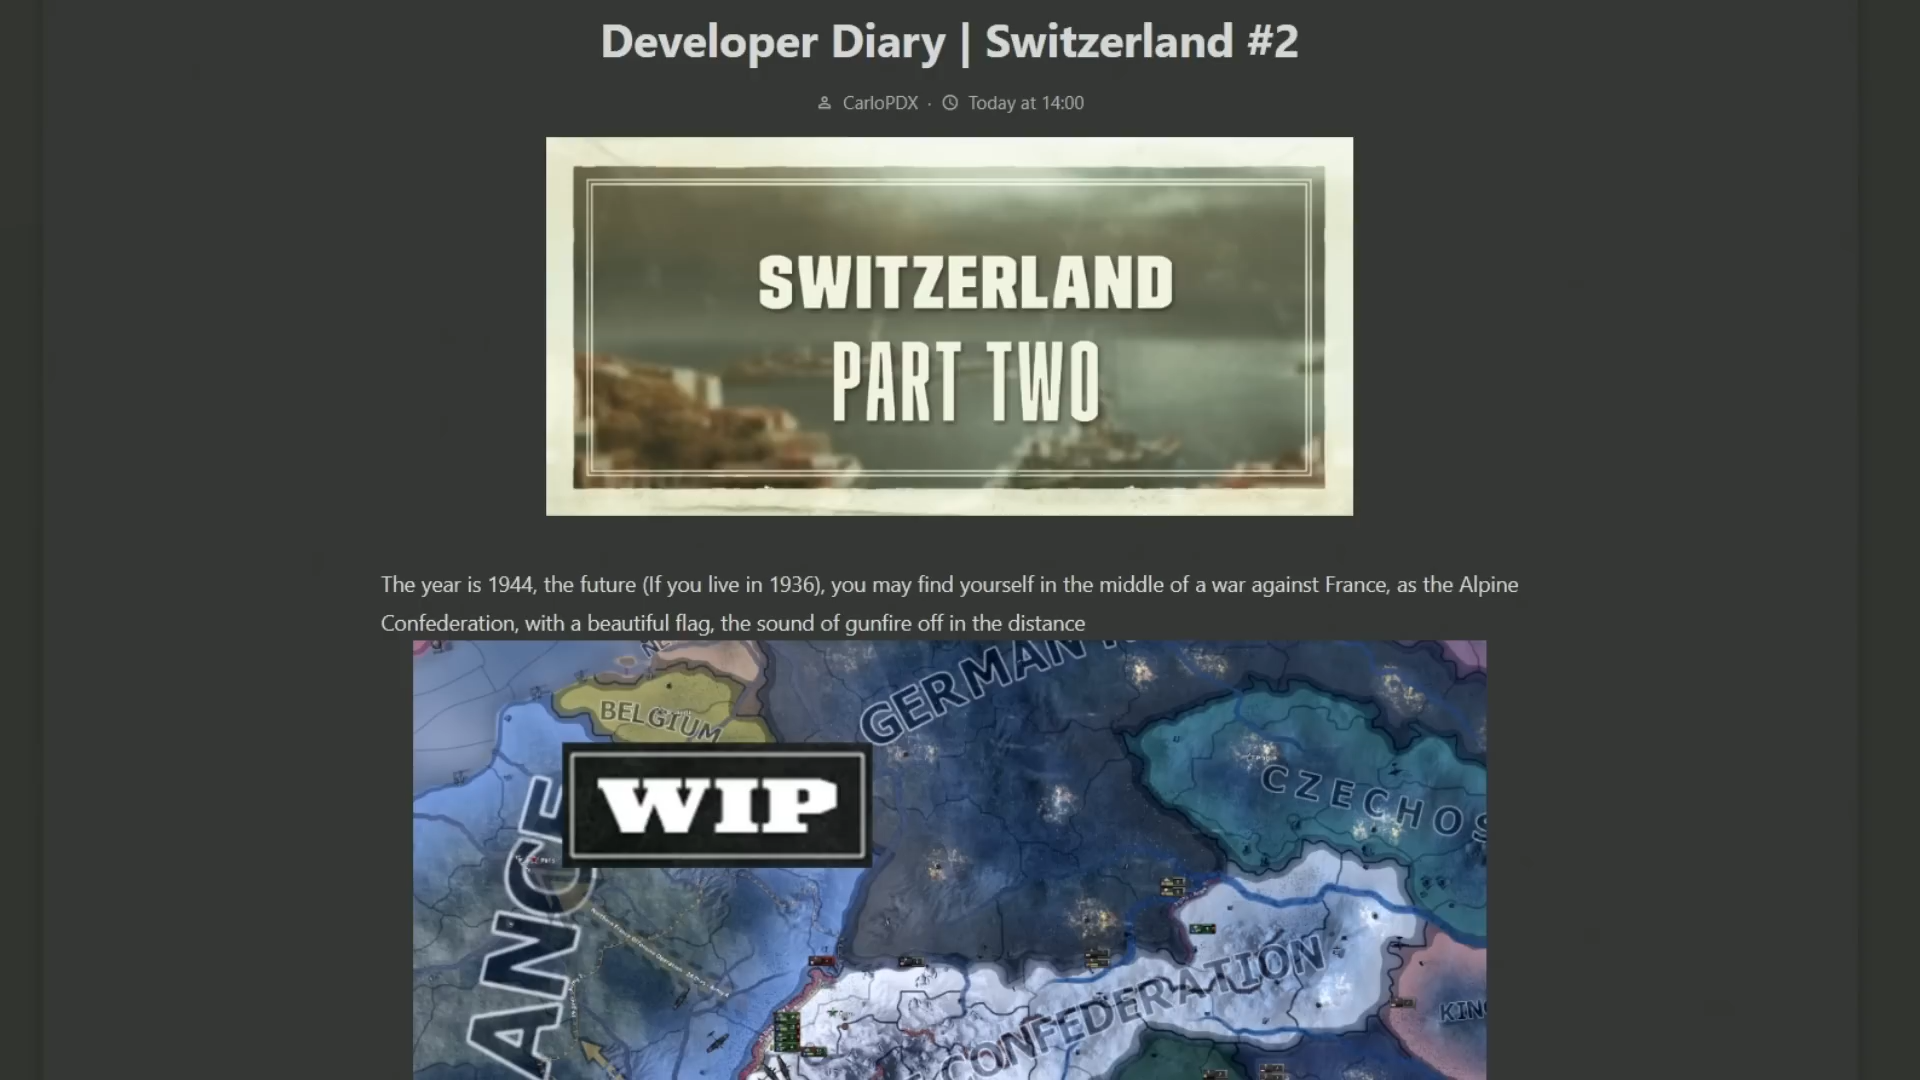 Developer Diary | Switzerland #2
CarloPDX · Today at 14:00
SWITZERLAND
PART TWO
The year is 1944, the future (If you live in 1936), you may find yourself in the middle of a war against France, as the Alpine
Confederation, with a beautiful flag, the sound of gunfire off in the distance
GERMAN
BELGIUM
WIP
CZECHOS
ANCE
CONFEDERATION
KING